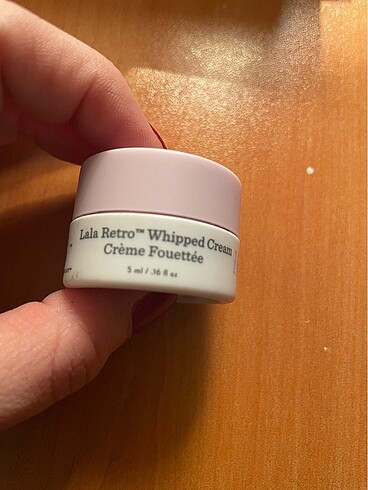 Lala Retro™ Whipped Cream
Crème Fouettée
5 ml / .16 fl oz